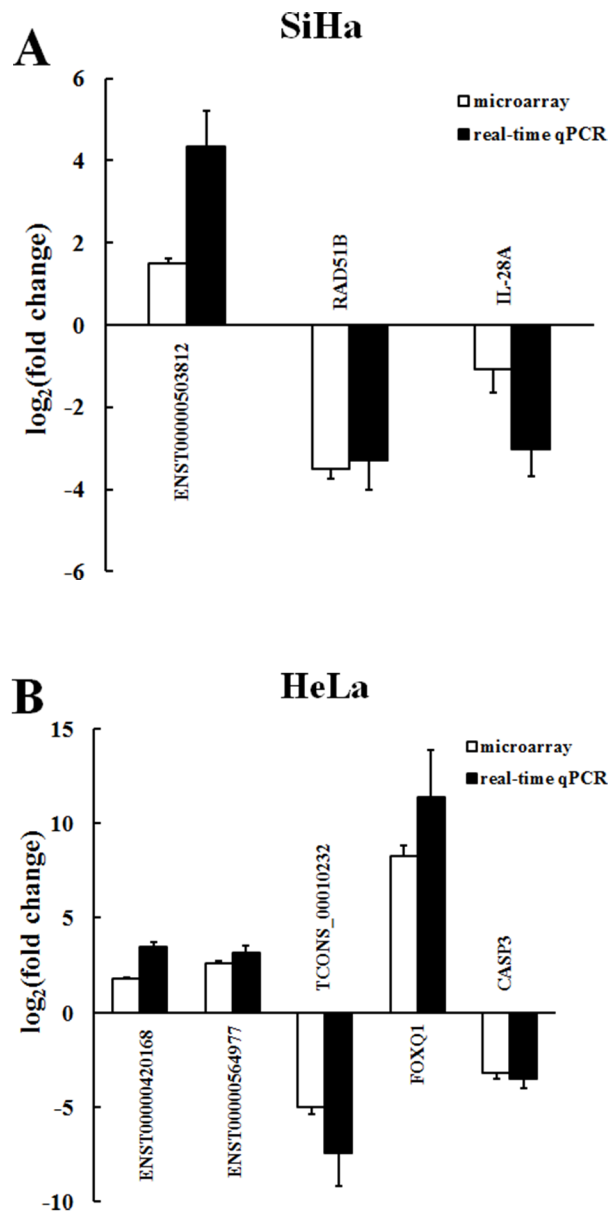 A
SiHa
microarray
real-time qPCR
log2(fold change)
6
4
2
0
-2
-4
-6
ENST00000503812
RAD51B
IL-28A
B
HeLa
microarray
real-time qPCR
log2(fold change)
15
10
5
0
-5
-10
ENST00000420168
ENST00000564977
TCONS_00010232
FOXQ1
CASP3